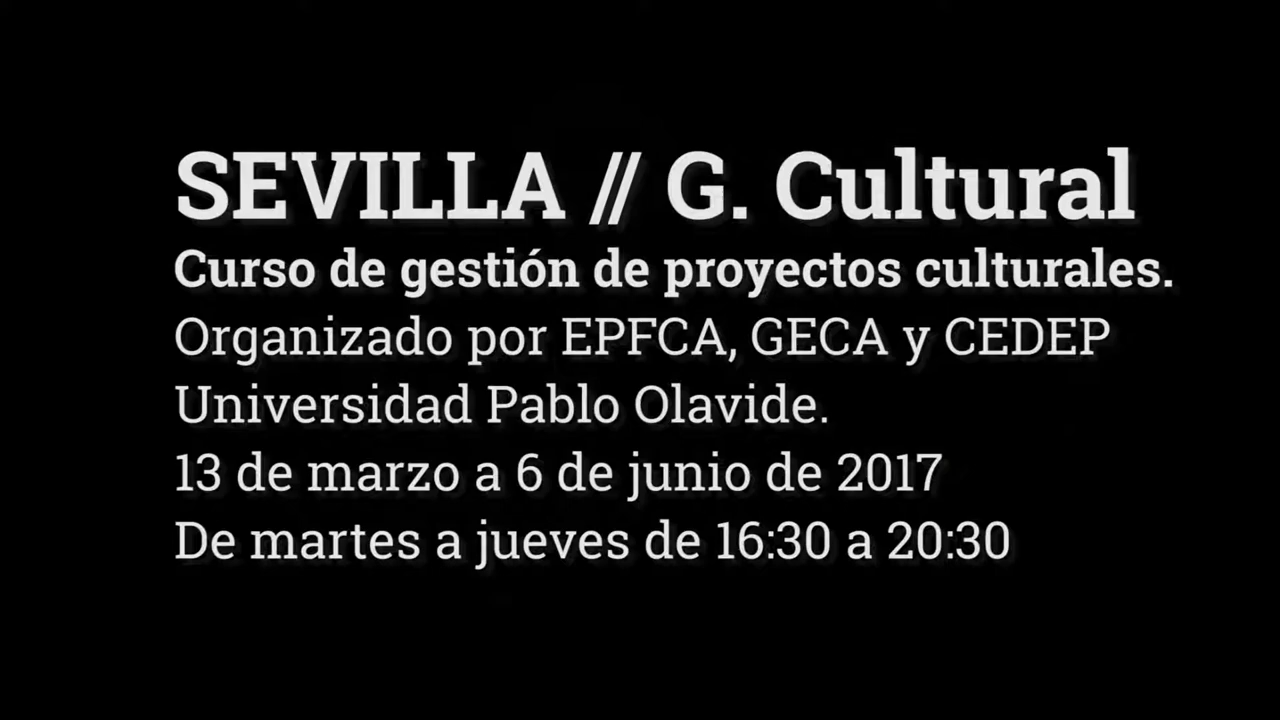 SEVILLA // G. Cultural
Curso de gestión de proyectos culturales.
Organizado por EPFCA, GECA y CEDEP
Universidad Pablo Olavide.
13 de marzo a 6 de junio de 2017
De martes a jueves de 16:30 a 20:30